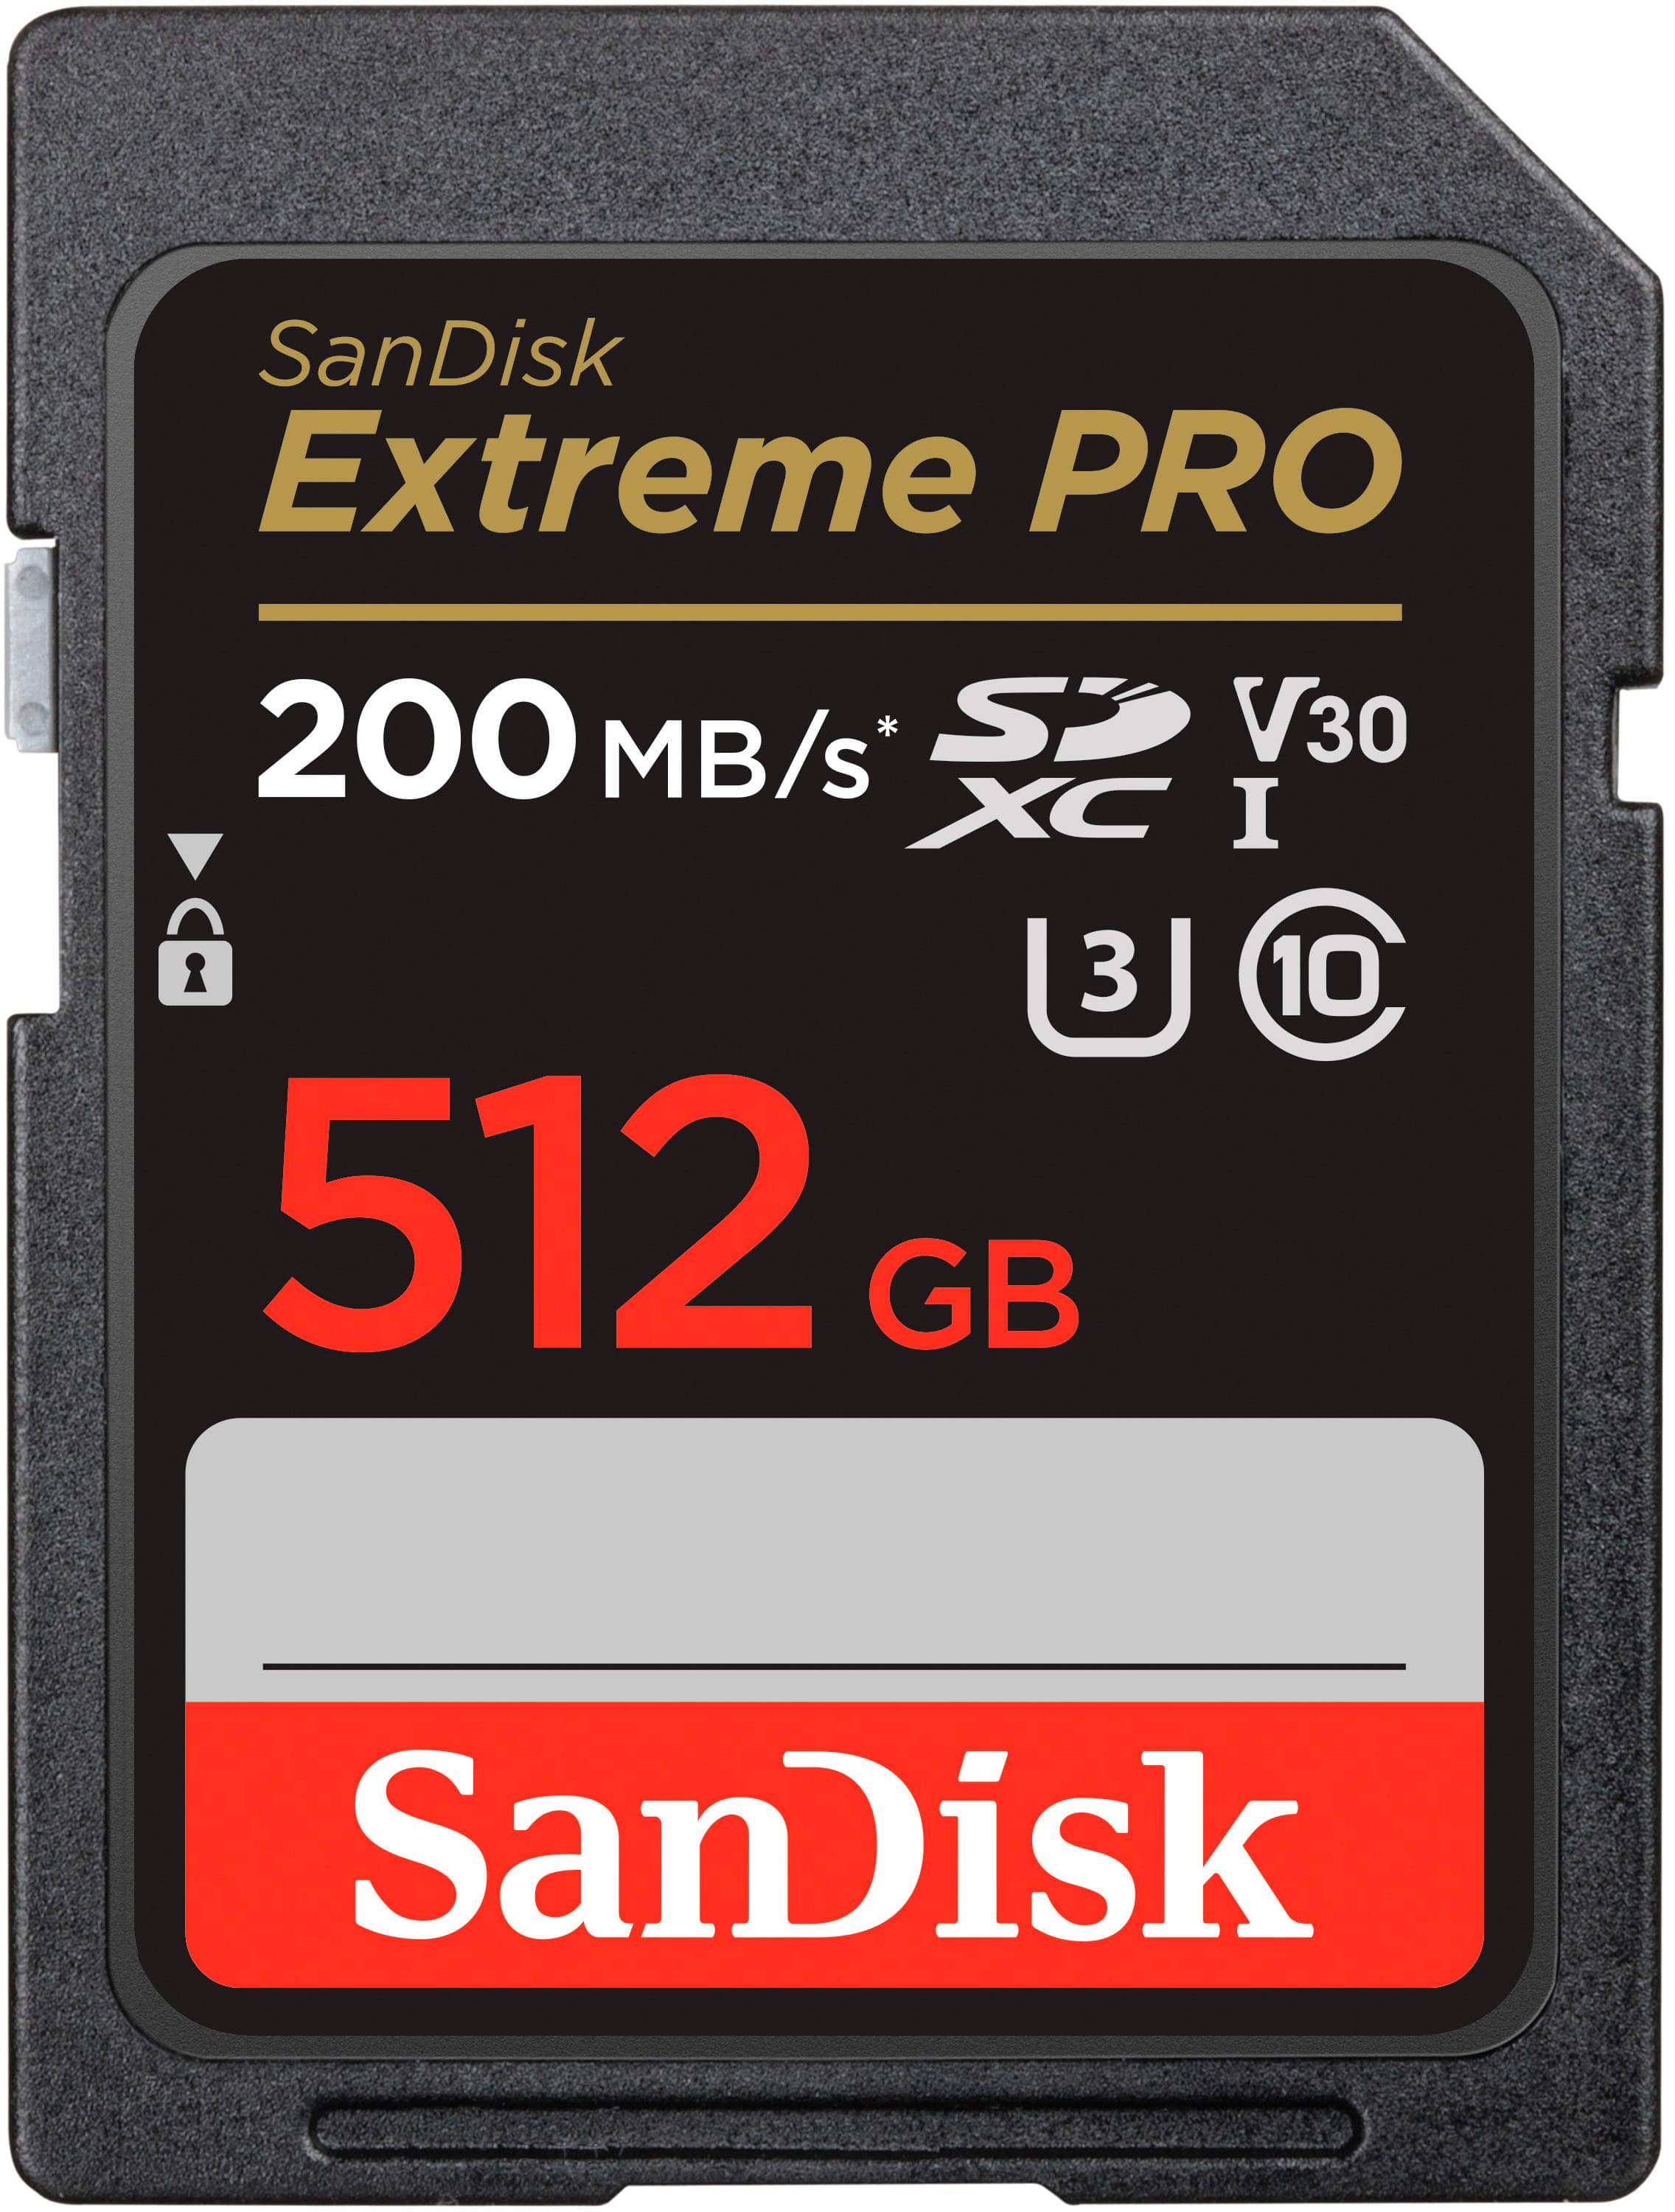 SanDisk
Extreme PRO
200 MB/s* SD XC V30 I
3 10
512 GB
SanDisk